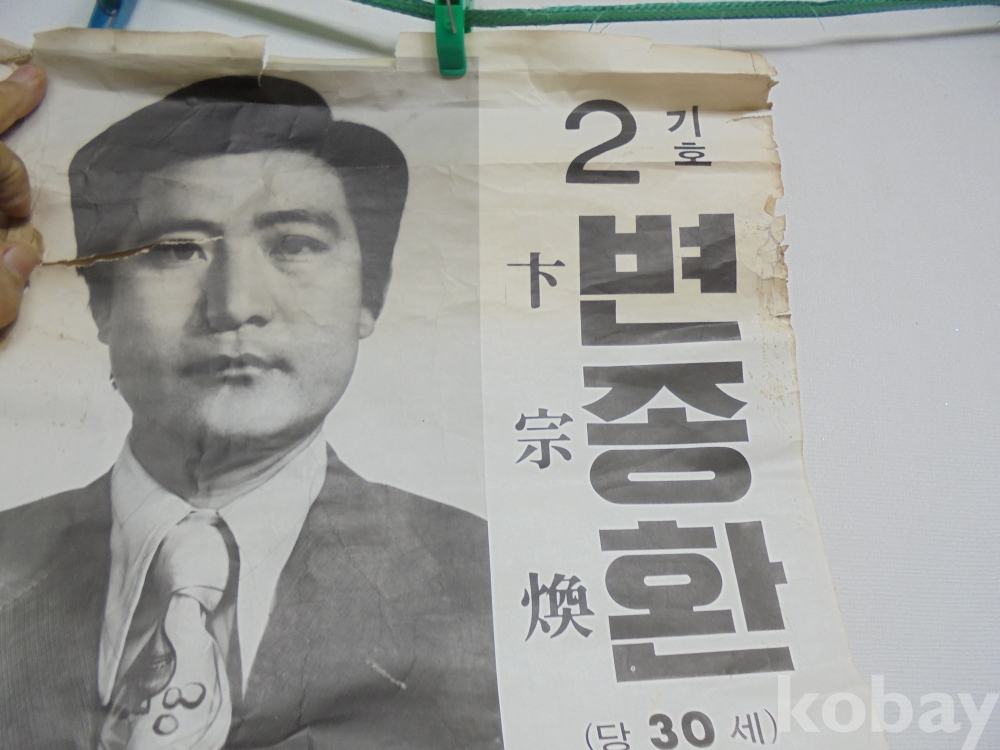 기호
2
변종환
卞宗煥
(당 30 세)
kobay